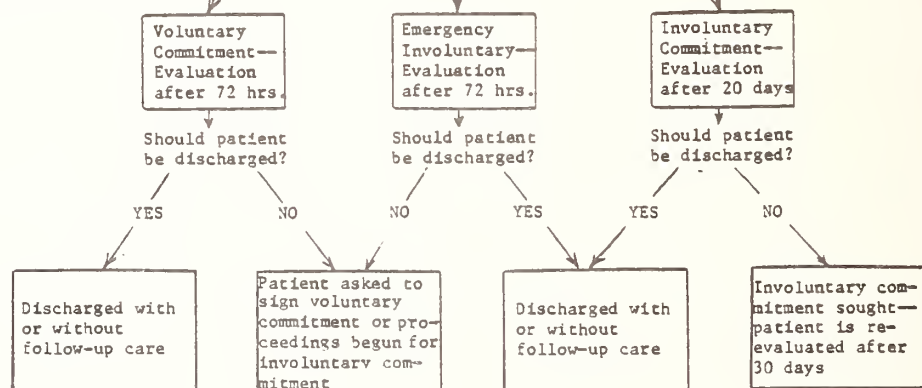 Voluntary
Commitment—
Evaluation
after 72 hrs.
Emergency
Involuntary—
Evaluation
after 72 hrs.
Involuntary
Commitment—
Evaluation
after 20 days
Should patient
be discharged?
Should patient
be discharged?
Should patient
be discharged?
YES
NO
NO
YES
YES
NO
Discharged with
or without
follow-up care
Patient asked to
sign voluntary
commitment or pro-
ceedings begun for
involuntary com-
mitment
Discharged with
or without
follow-up care
Involuntary com-
mitment sought—
patient is re-
evaluated after
30 days